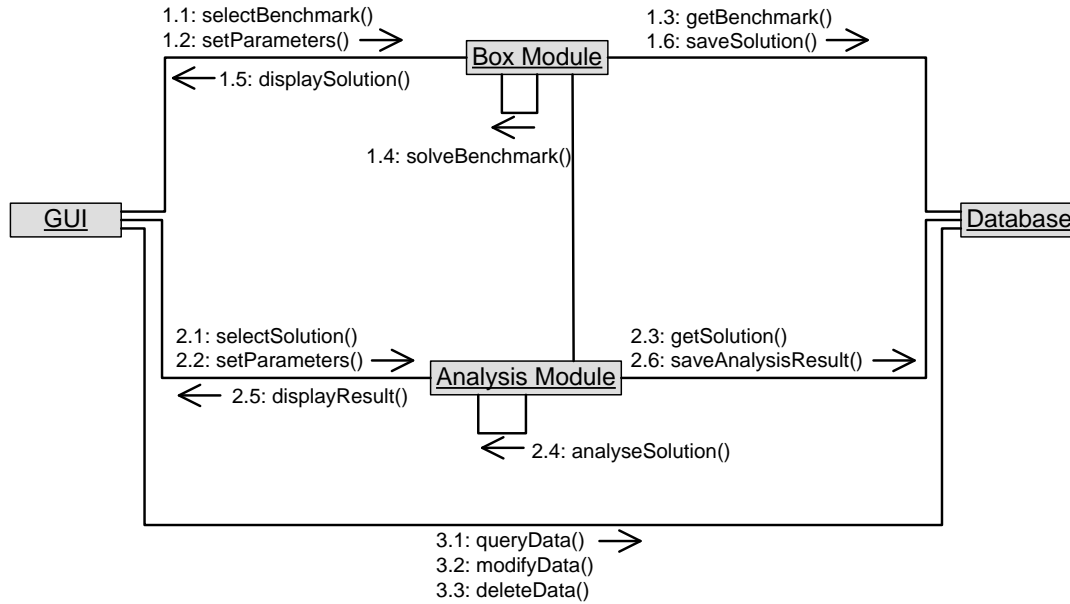 1.1: selectBenchmark()
1.2: setParameters()
1.3: getBenchmark()
1.6: saveSolution()
Box Module
1.5: displaySolution()
1.4: solveBenchmark()
GUI
Database
2.1: selectSolution()
2.2: setParameters()
2.3: getSolution()
2.6: saveAnalysisResult()
Analysis Module
2.5: displayResult()
2.4: analyseSolution()
3.1: queryData()
3.2: modifyData()
3.3: deleteData()